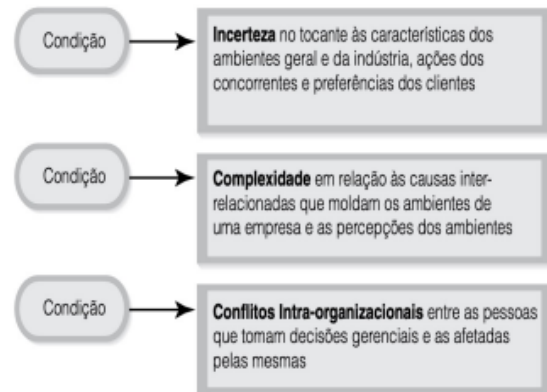 Condição
Incerteza no tocante às características dos
ambientes geral e da indústria, ações dos
concorrentes e preferências dos clientes
Condição
Complexidade em relação às causas inter-
relacionadas que moldam os ambientes de
uma empresa e as percepções dos ambientes
Condição
Conflitos Intra-organizacionais entre as pessoas
que tomam decisões gerenciais e as afetadas
pelas mesmas